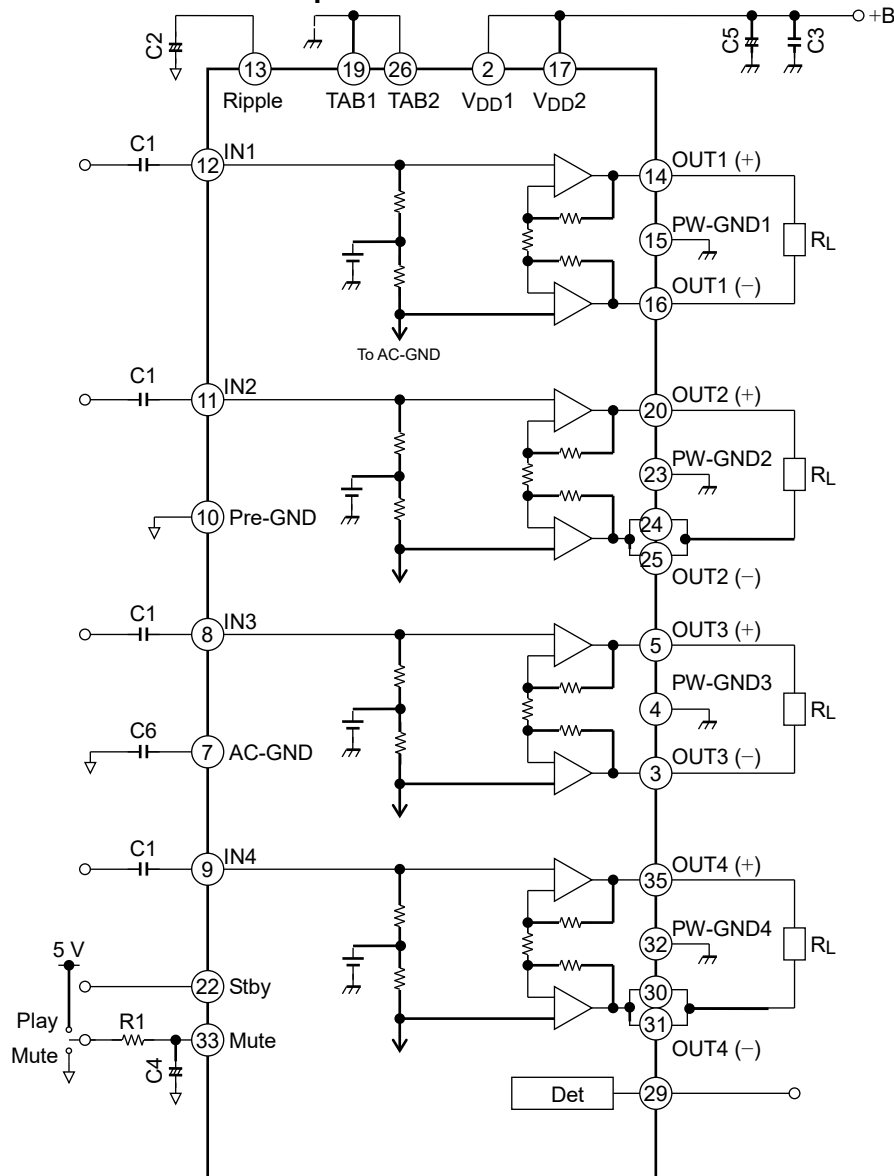 C2
C5
C3
+B
13
19
26
2
17
Ripple
TAB1
TAB2
VDD1
VDD2
C1
12
IN1
14
OUT1 (+)
15
PW-GND1
RL
16
OUT1 (−)
To AC-GND
C1
11
IN2
20
OUT2 (+)
23
PW-GND2
RL
10
Pre-GND
24
25
OUT2 (−)
C1
8
IN3
5
OUT3 (+)
4
PW-GND3
RL
C6
7
AC-GND
3
OUT3 (−)
C1
9
IN4
35
OUT4 (+)
32
PW-GND4
RL
5 V
22
Stby
30
31
OUT4 (−)
Play
Mute
R1
C4
33
Mute
Det
29